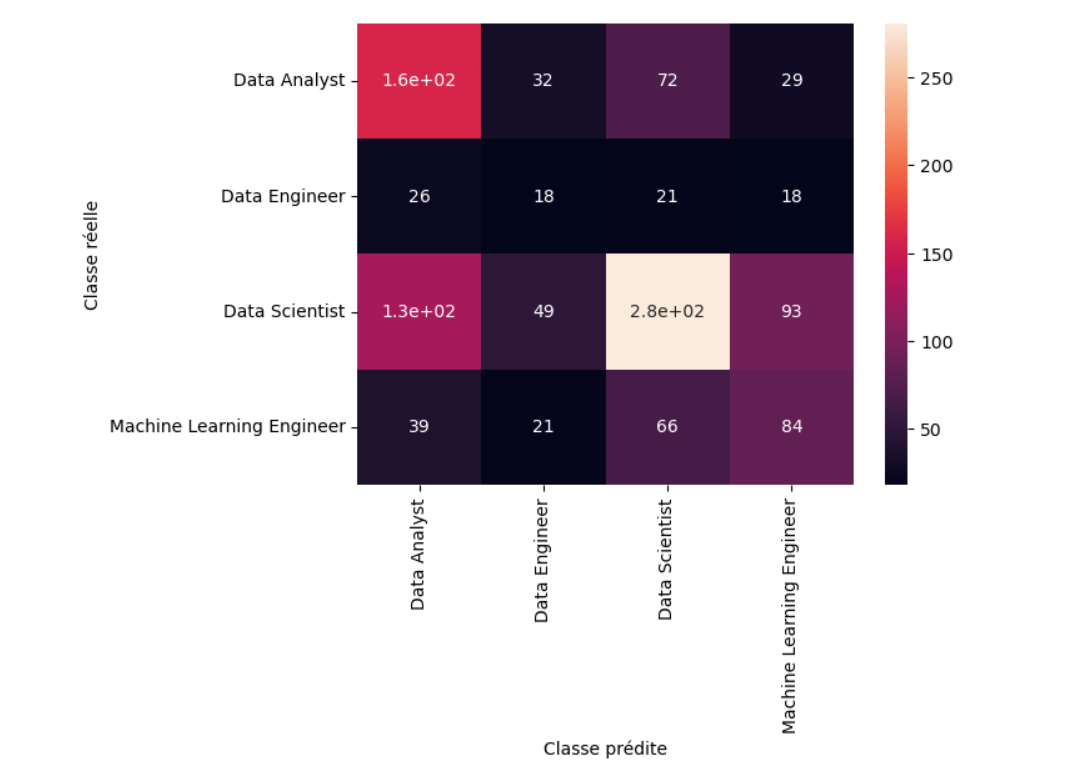 Data Analyst
1.6e+02 32 72 29
Data Engineer
26 18 21 18
Data Scientist
1.3e+02 49 2.8e+02 93
Machine Learning Engineer
39 21 66 84
Classe réelle
Data Analyst
Data Engineer
Data Scientist
Machine Learning Engineer
Classe prédite
250
200
150
100
50